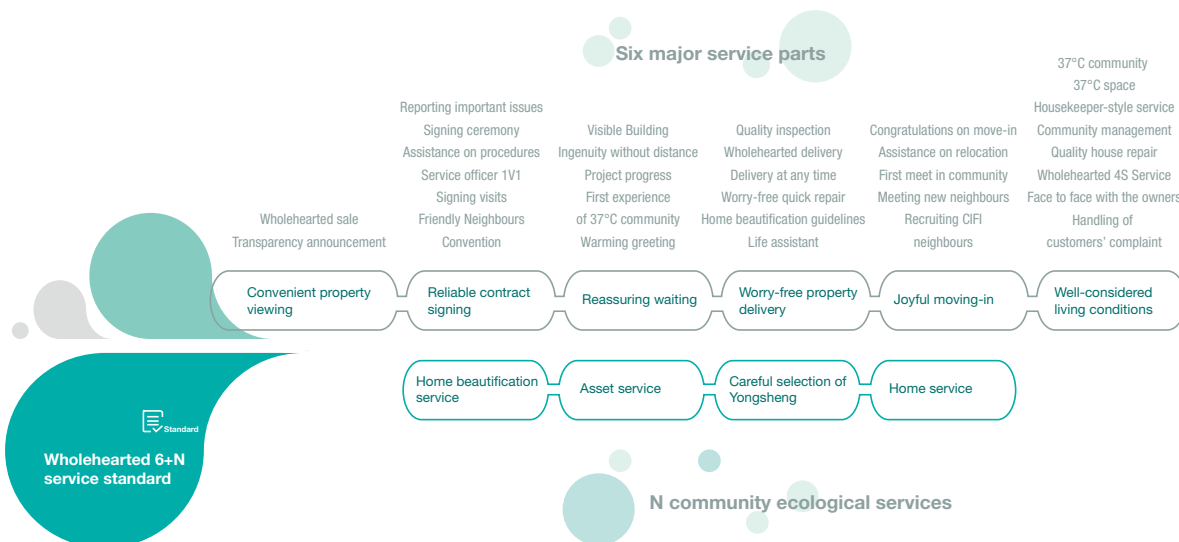 Six major service parts
Wholehearted sale
Transparency announcement
Convenient property
viewing
Reporting important issues
Signing ceremony
Assistance on procedures
Service officer 1V1
Signing visits
Friendly Neighbours
Convention
Reliable contract
signing
Visible Building
Ingenuity without distance
Project progress
First experience
of 37°C community
Warming greeting
Reassuring waiting
Quality inspection
Wholehearted delivery
Delivery at any time
Worry-free quick repair
Home beautification guidelines
Life assistant
Worry-free property
delivery
Congratulations on move-in
Assistance on relocation
First meet in community
Meeting new neighbours
Recruiting CIFI
neighbours
Joyful moving-in
37°C community
37°C space
Housekeeper-style service
Community management
Quality house repair
Wholehearted 4S Service
Face to face with the owners
Handling of
customers' complaint
Well-considered
living conditions
Home beautification
service
Asset service
Careful selection of
Yongsheng
Home service
Standard
Wholehearted 6+N
service standard
N community ecological services